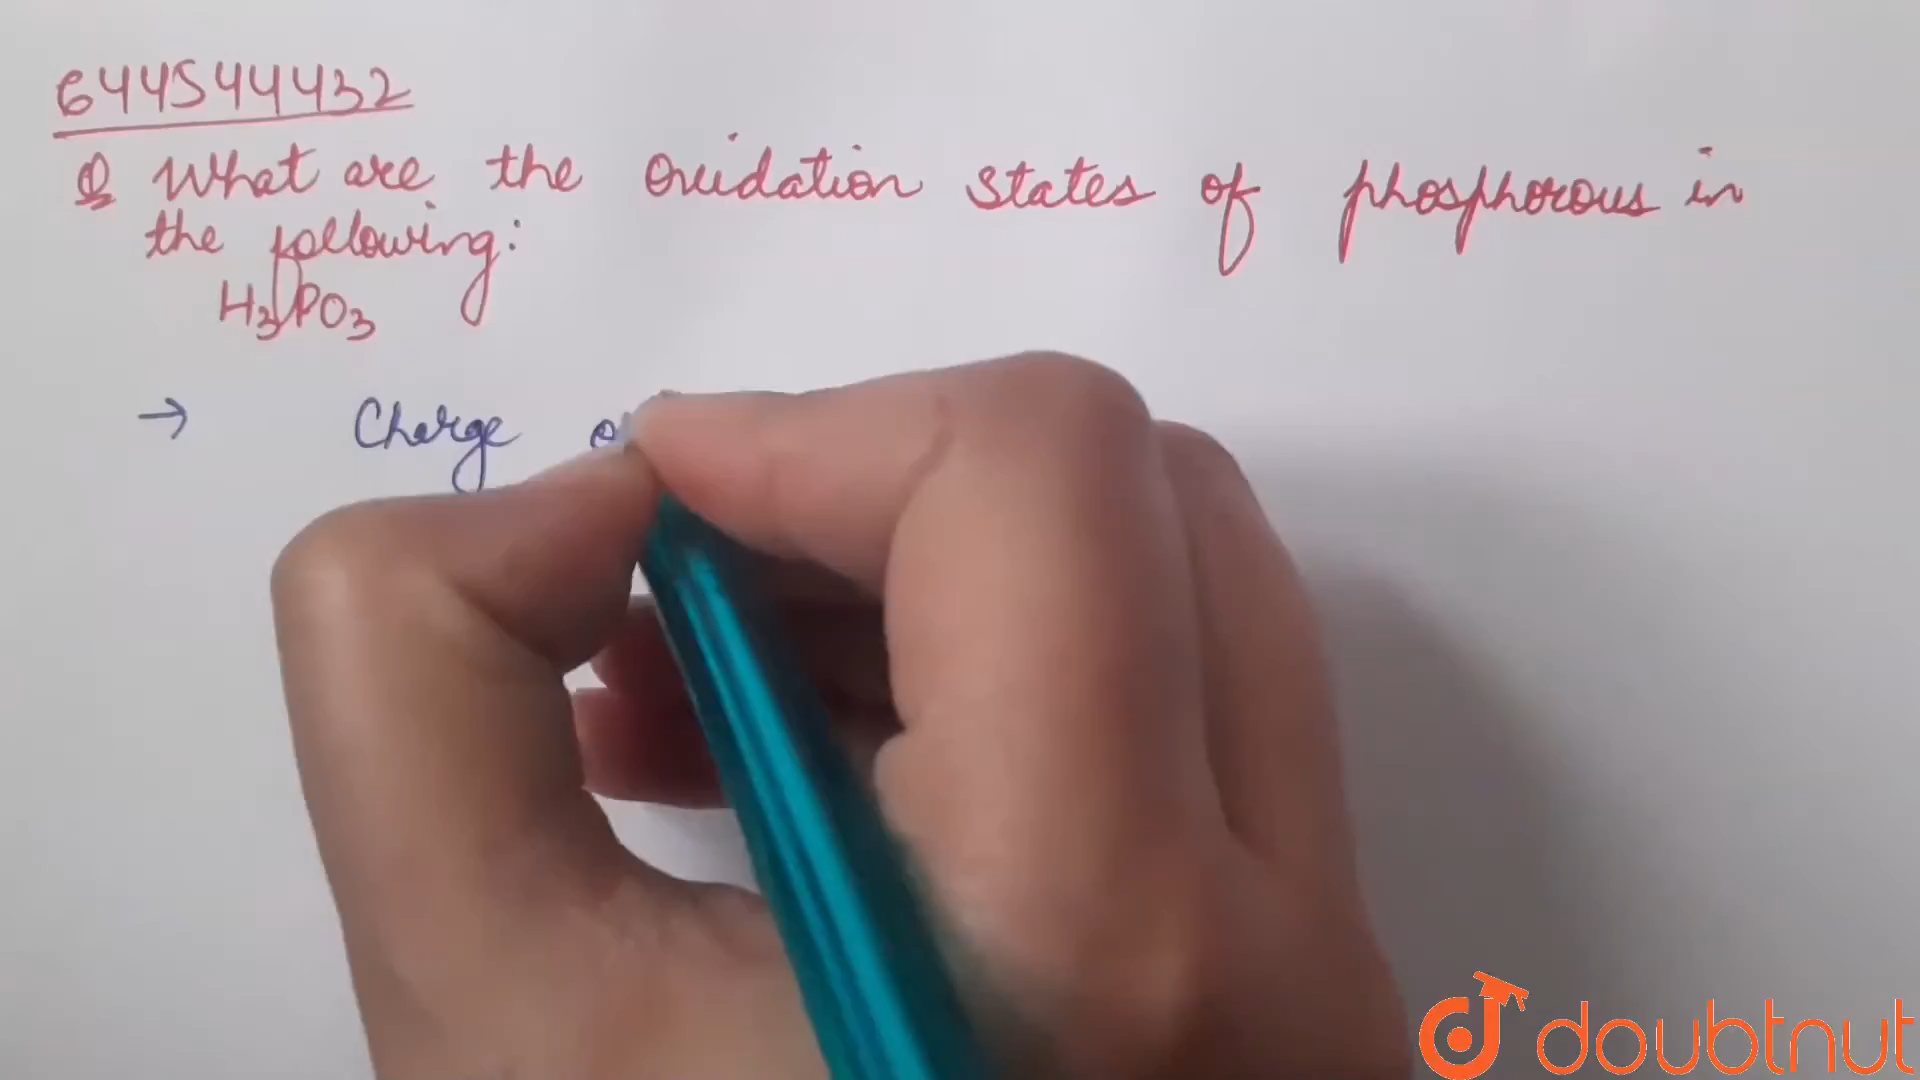 644544432
Q What are the oxidation states of phosphorous in
the following:
H₃PO₃
→ Charge
doubtnut